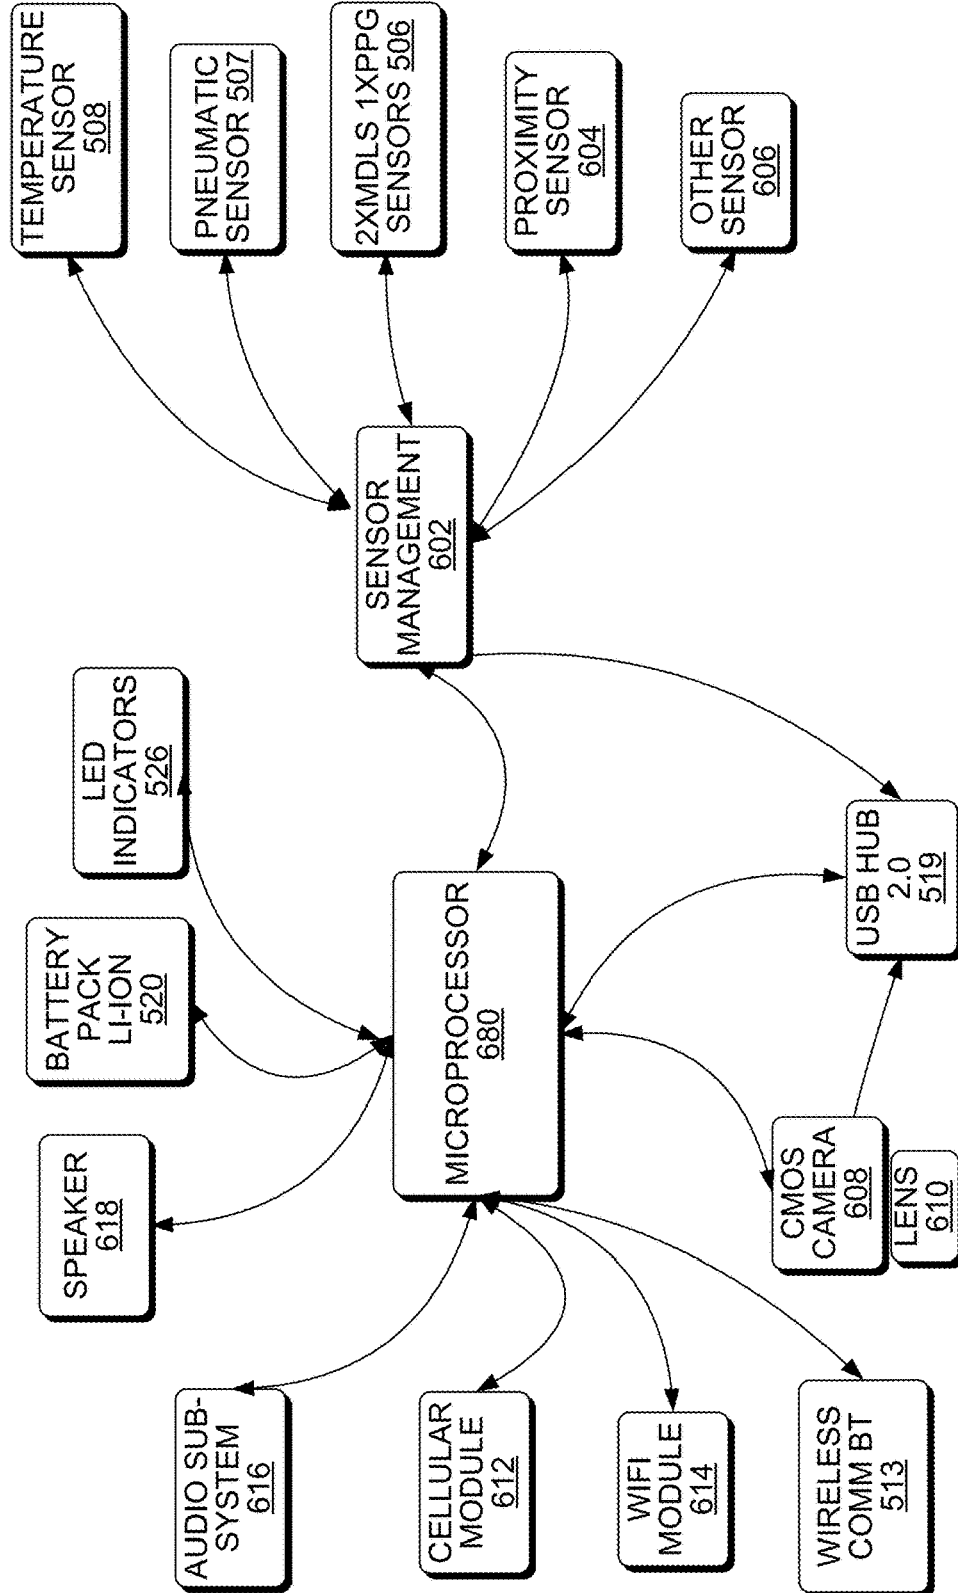 TEMPERATURE
SENSOR
508
PNEUMATIC
SENSOR 507
2XMDLS 1XPPG
SENSORS 506
PROXIMITY
SENSOR
604
OTHER
SENSOR
606
SENSOR
MANAGEMENT
602
LED
INDICATORS
526
BATTERY
PACK
LI-ION
520
SPEAKER
618
MICROPROCESSOR
680
USB HUB
2.0
519
CMOS
CAMERA
608
LENS
610
AUDIO SUB-
SYSTEM
616
CELLULAR
MODULE
612
WIFI
MODULE
614
WIRELESS
COMM BT
513